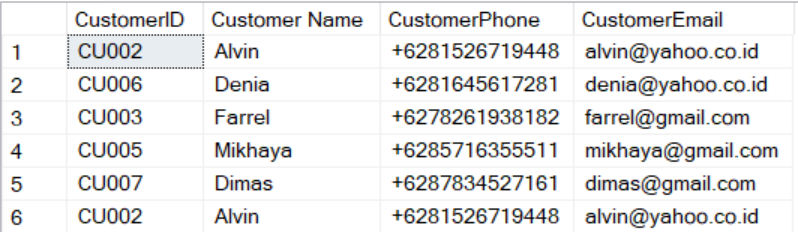 CustomerID Customer Name CustomerPhone CustomerEmail
1 CU002 Alvin +6281526719448 alvin@yahoo.co.id
2 CU006 Denia +6281645617281 denia@yahoo.co.id
3 CU003 Farrel +6278261938182 farrel@gmail.com
4 CU005 Mikhaya +6285716355511 mikhaya@gmail.com
5 CU007 Dimas +6287834527161 dimas@gmail.com
6 CU002 Alvin +6281526719448 alvin@yahoo.co.id